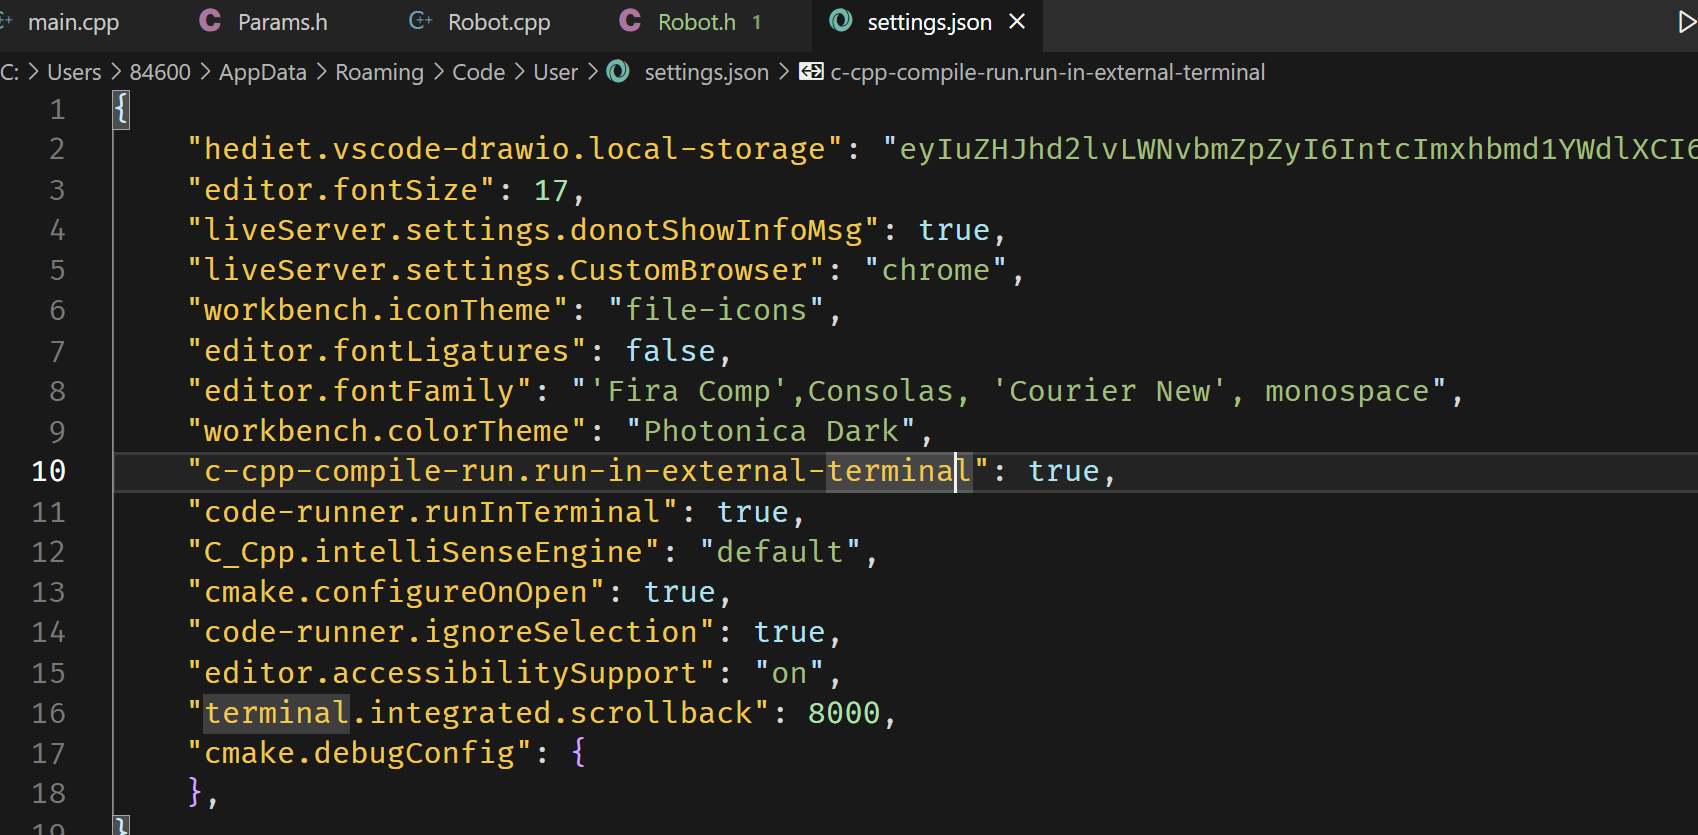 main.cpp Params.h Robot.cpp Robot.h 1 settings.json
C: > Users > 84600 > AppData > Roaming > Code > User > settings.json > c-cpp-compile-run.run-in-external-terminal
1 {
2 "hediet.vscode-drawio.local-storage": "eyIuZHJhd2lvLWNvbmZpZyI6IntcImxhbmd1YWdlXCI6
3 "editor.fontSize": 17,
4 "liveServer.settings.donotShowInfoMsg": true,
5 "liveServer.settings.CustomBrowser": "chrome",
6 "workbench.iconTheme": "file-icons",
7 "editor.fontLigatures": false,
8 "editor.fontFamily": "'Fira Comp',Consolas, 'Courier New', monospace",
9 "workbench.colorTheme": "Photonica Dark",
10 "c-cpp-compile-run.run-in-external-terminal": true,
11 "code-runner.runInTerminal": true,
12 "C_Cpp.intelliSenseEngine": "default",
13 "cmake.configureOnOpen": true,
14 "code-runner.ignoreSelection": true,
15 "editor.accessibilitySupport": "on",
16 "terminal.integrated.scrollback": 8000,
17 "cmake.debugConfig": {
18 },
19 }